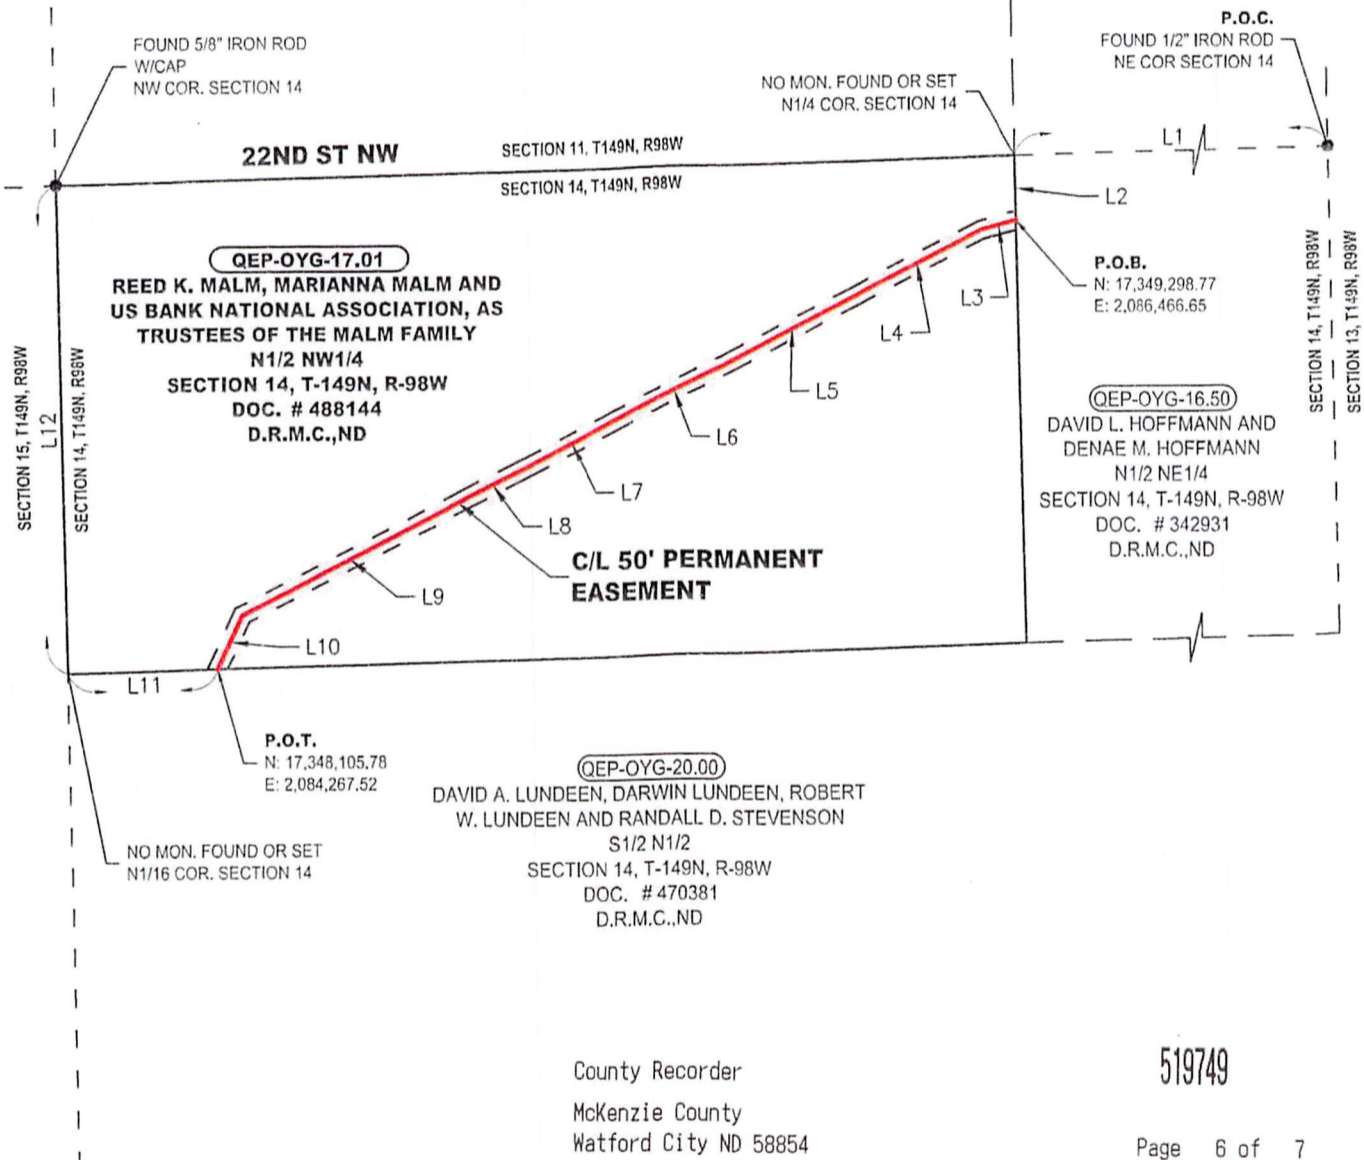 P.O.C.
FOUND 1/2" IRON ROD
NE COR SECTION 14
FOUND 5/8" IRON ROD
W/CAP
NW COR. SECTION 14
NO MON. FOUND OR SET
N1/4 COR. SECTION 14
L1
22ND ST NW
SECTION 11, T149N, R98W
SECTION 14, T149N, R98W
L2
QEP-OYG-17.01
REED K. MALM, MARIANNA MALM AND
US BANK NATIONAL ASSOCIATION, AS
TRUSTEES OF THE MALM FAMILY
N1/2 NW1/4
SECTION 14, T-149N, R-98W
DOC. # 488144
D.R.M.C.,ND
P.O.B.
N: 17,349,298.77
E: 2,086,466.65
SECTION 14, T149N, R98W
SECTION 13, T149N, R98W
L3
L4
L5
L6
L7
L8
L9
L10
QEP-OYG-16.50
DAVID L. HOFFMANN AND
DENAE M. HOFFMANN
N1/2 NE1/4
SECTION 14, T-149N, R-98W
DOC. # 342931
D.R.M.C.,ND
SECTION 15, T149N, R98W
L12
SECTION 14, T149N, R98W
C/L 50' PERMANENT
EASEMENT
L11
P.O.T.
N: 17,348,105.78
E: 2,084,267.52
QEP-OYG-20.00
DAVID A. LUNDEEN, DARWIN LUNDEEN, ROBERT
W. LUNDEEN AND RANDALL D. STEVENSON
S1/2 N1/2
SECTION 14, T-149N, R-98W
DOC. # 470381
D.R.M.C.,ND
NO MON. FOUND OR SET
N1/16 COR. SECTION 14
County Recorder
McKenzie County
Watford City ND 58854
519749
Page 6 of 7